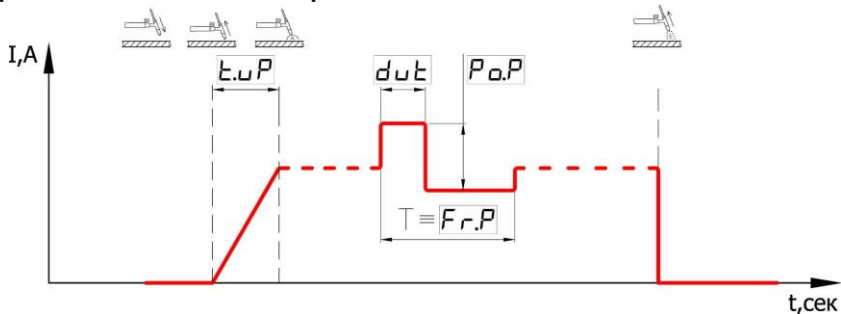 I,A
t.uP
dut
Po.P
T ≡ Fr.P
t,сек